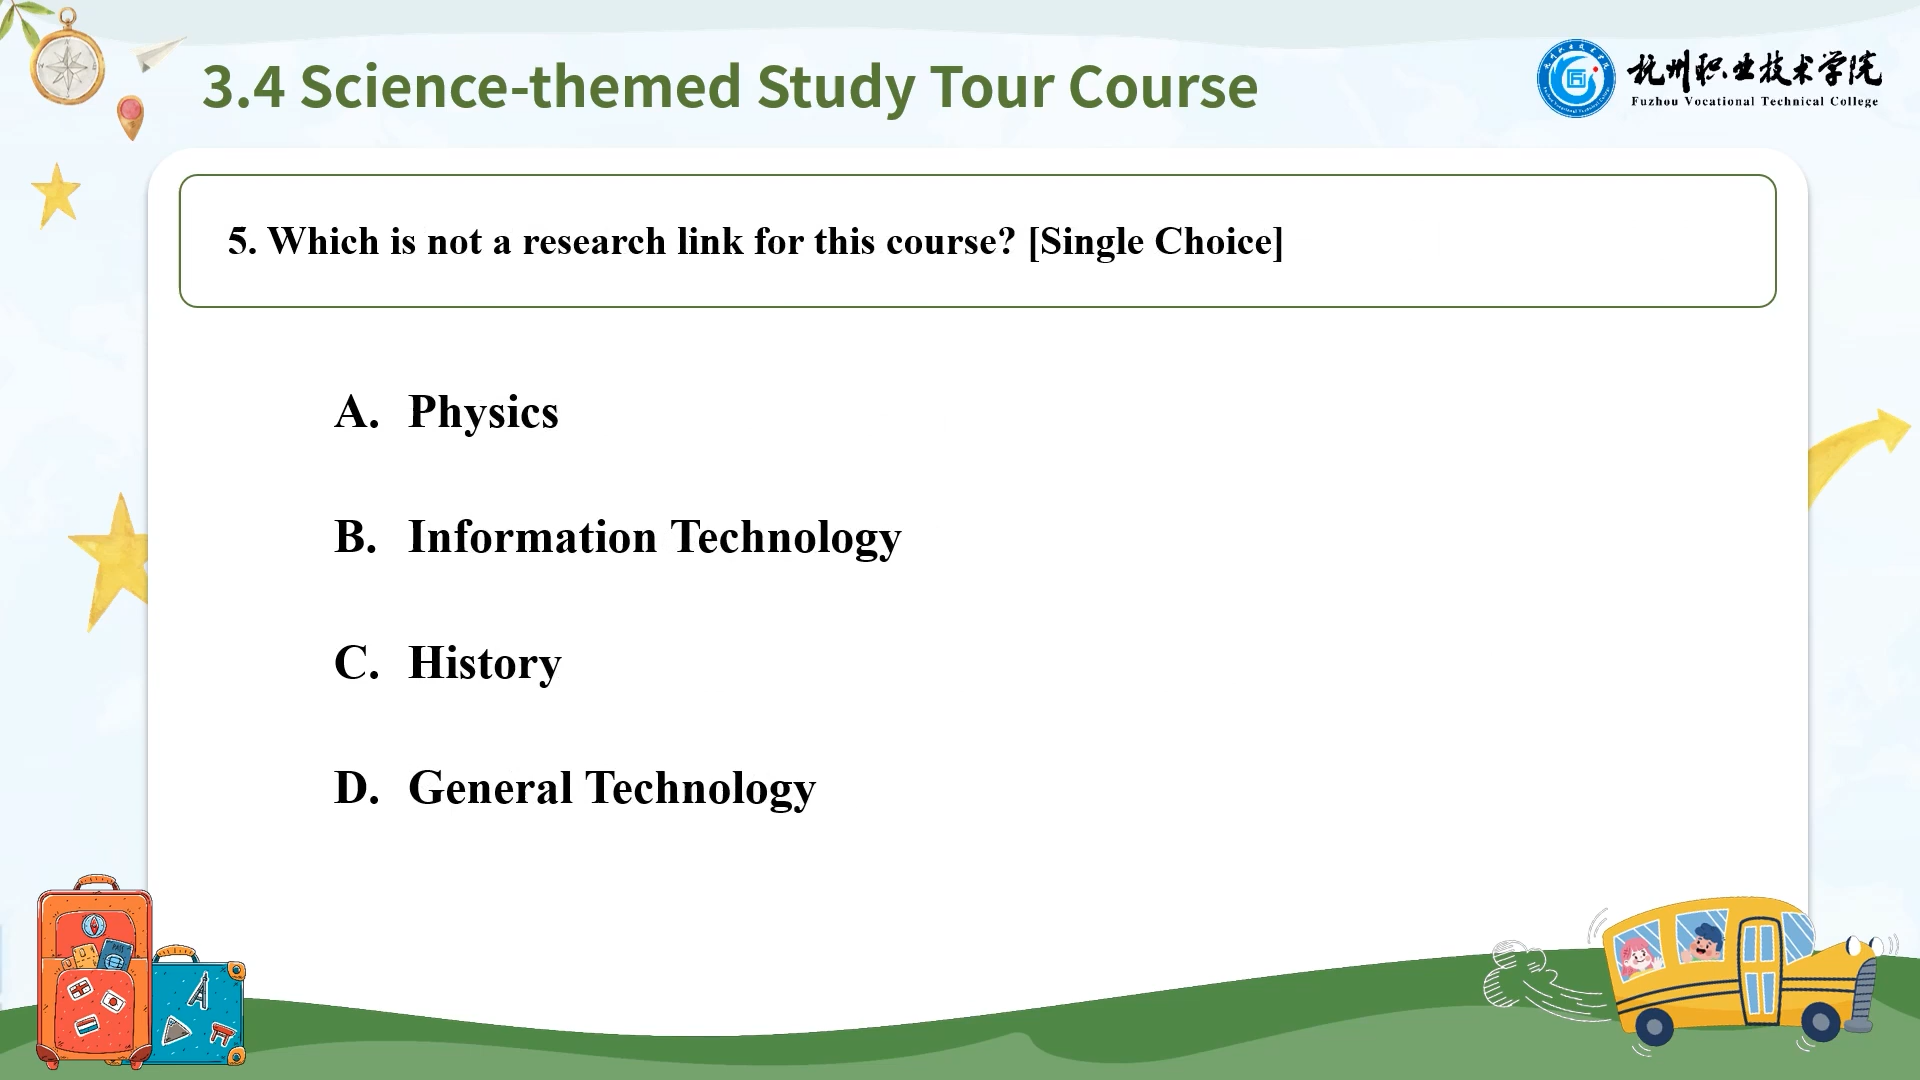 3.4 Science-themed Study Tour Course
抚州职业技术学院
Fuzhou Vocational Technical College
5. Which is not a research link for this course? [Single Choice]
A. Physics
B. Information Technology
C. History
D. General Technology